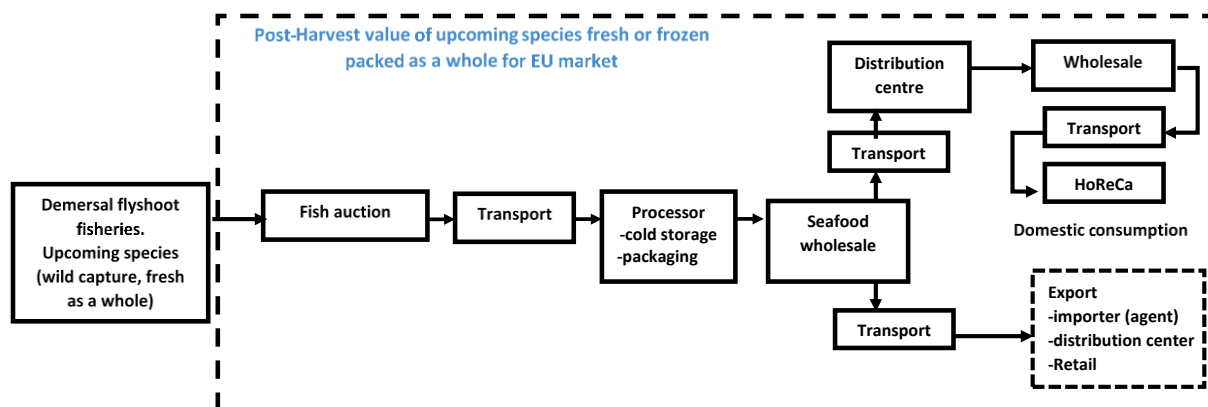 Post-Harvest value of upcoming species fresh or frozen
packed as a whole for EU market
Demersal flyshoot
fisheries.
Upcoming species
(wild capture, fresh
as a whole)
Fish auction
Transport
Processor
-cold storage
-packaging
Seafood
wholesale
Transport
Distribution
centre
Wholesale
Transport
HoReCa
Domestic consumption
Transport
Export
-importer (agent)
-distribution center
-Retail